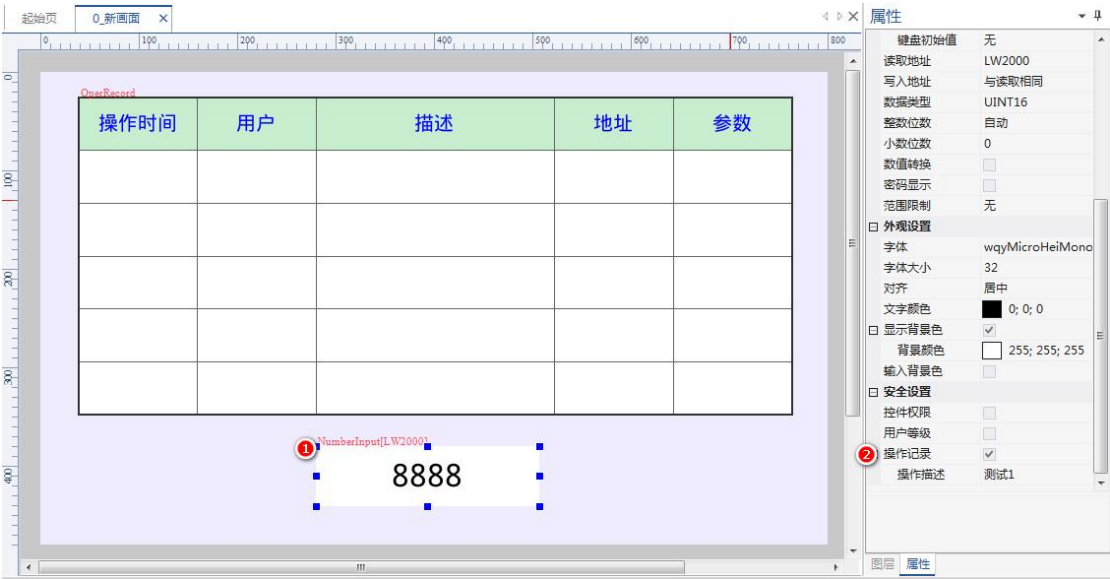 起始页
0_新画面
属性
0 100 200 300 400 500 600 700 800
键盘初始值 无
读取地址 LW2000
写入地址 与读取相同
数据类型 UINT16
整数位数 自动
小数位数 0
数值转换
密码显示
范围限制 无
外观设置
字体 wqyMicroHeiMono
字体大小 32
对齐 居中
文字颜色 0; 0; 0
显示背景色
背景颜色 255; 255; 255
输入背景色
安全设置
控件权限
用户等级
操作记录
操作描述 测试1
图层 属性
OperRecord
操作时间 用户 描述 地址 参数
0
100
200
300
400
NumberInput[LW2000]
8888
1
2